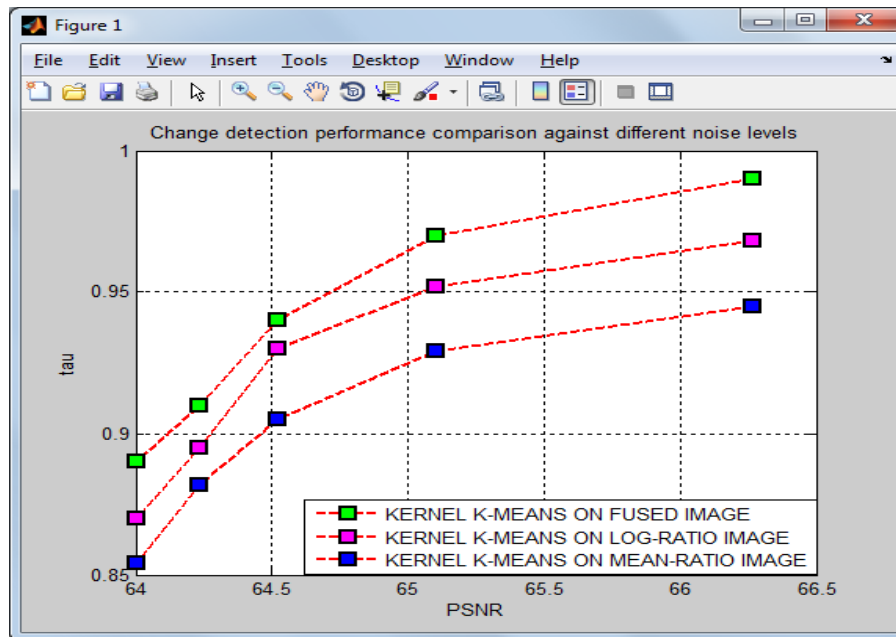 Figure 1
File Edit View Insert Tools Desktop Window Help
Change detection performance comparison against different noise levels
1
0.95
0.9
0.85
tau
64 64.5 65 65.5 66 66.5
PSNR
KERNEL K-MEANS ON FUSED IMAGE
KERNEL K-MEANS ON LOG-RATIO IMAGE
KERNEL K-MEANS ON MEAN-RATIO IMAGE